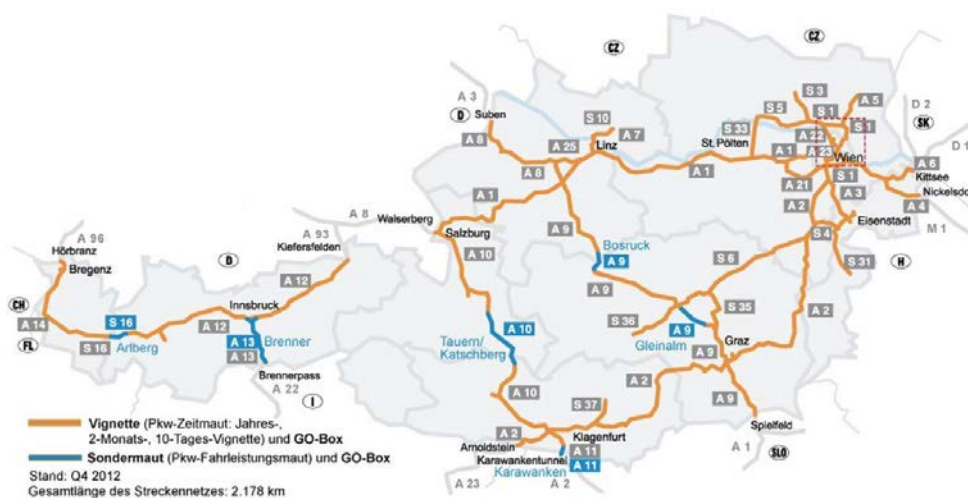 CZ
CZ
A 3
Suben
D
S 10
A 7
S 3
S 1
A 5
S 5
D 2
S 33
S 1
SK
A 8
A 25
Linz
St. Pölten
A 22
D 1
A 1
A 23
Wien
A 6
Kittsee
A 8
A 1
S 1
A 3
Nickelsdo
A 21
A 4
A 1
A 2
Eisenstadt
M 1
Walserberg
A 8
Salzburg
A 9
S 4
A 96
A 93
Hörbranz
Kiefersfelden
Bregenz
D
A 10
Bosruck
A 9
S 6
S 31
H
A 12
A 9
CH
Innsbruck
S 35
A 2
A 14
S 16
A 12
A 13
Brenner
A 10
S 36
A 9
FL
S 16
Arlberg
A 13
Tauern/
Katschberg
Gleinalm
A 9
Graz
Brennerpass
A 22
I
A 10
A 2
A 9
S 37
Spielfeld
A 2
Klagenfurt
A 1
Arnoldstein
A 11
SLO
Karawankentunnel
Karawanken
A 11
A 23
A 2
Vignette (Pkw-Zeitmaut: Jahres-,
2-Monats-, 10-Tages-Vignette) und GO-Box
Sondermaut (Pkw-Fahrleistungsmaut) und GO-Box
Stand: Q4 2012
Gesamtlänge des Streckennetzes: 2.178 km